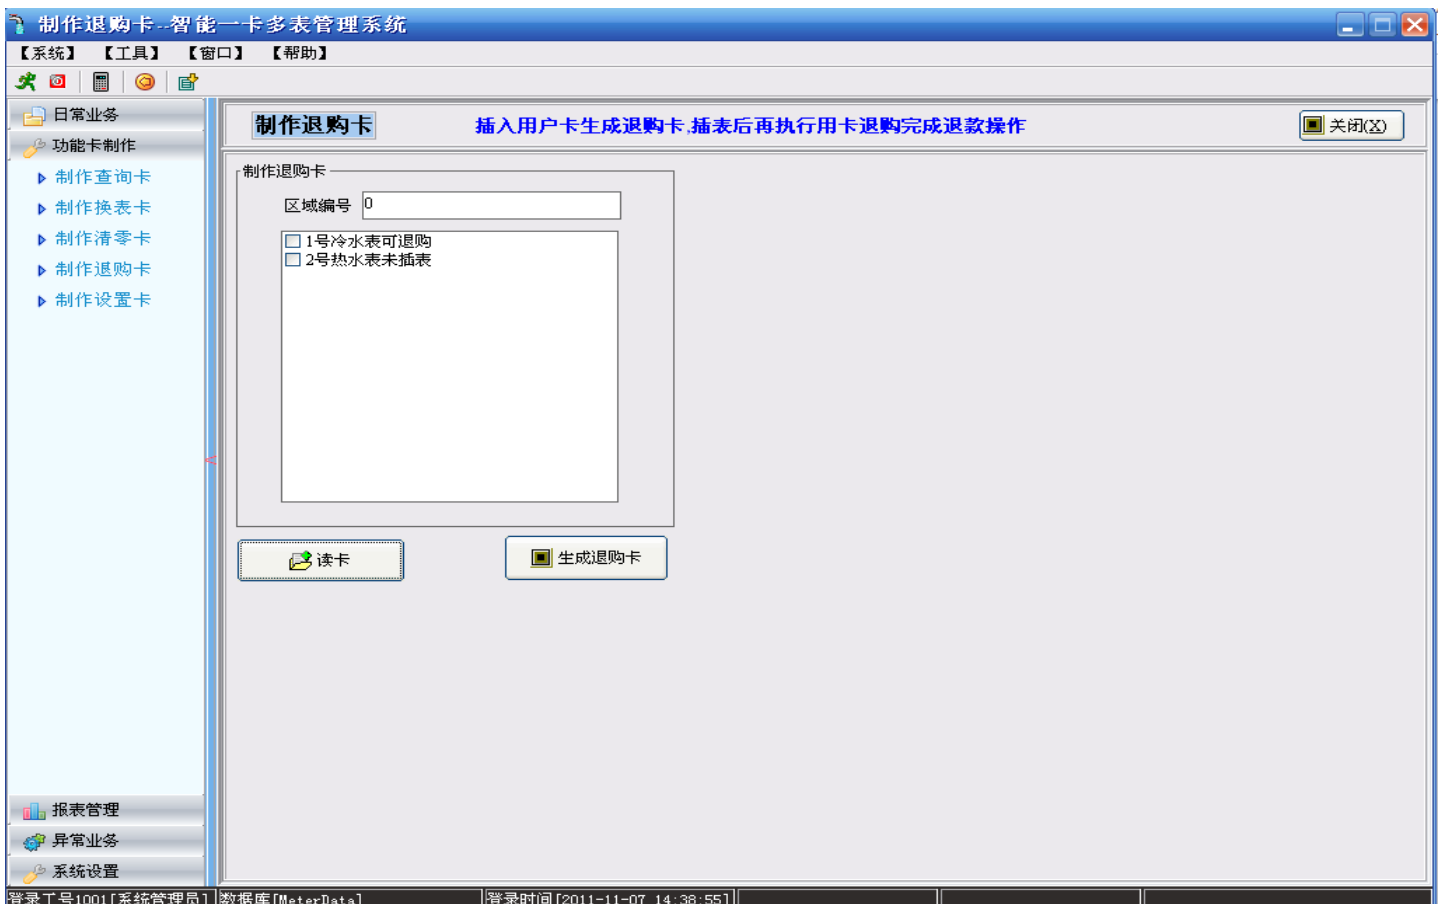 制作退购卡--智能一卡多表管理系统
【系统】 【工具】 【窗口】 【帮助】
日常业务
功能卡制作
制作查询卡
制作换表卡
制作清零卡
制作退购卡
制作设置卡
报表管理
异常业务
系统设置
制作退购卡 插入用户卡生成退购卡,插表后再执行用卡退购完成退款操作 关闭(X)
制作退购卡
区域编号 0
1号冷水表可退购
2号热水表未插表
读卡 生成退购卡
登录工号1001[系统管理员] 数据库[MeterData] 登录时间[2011-11-07 14:38:55]